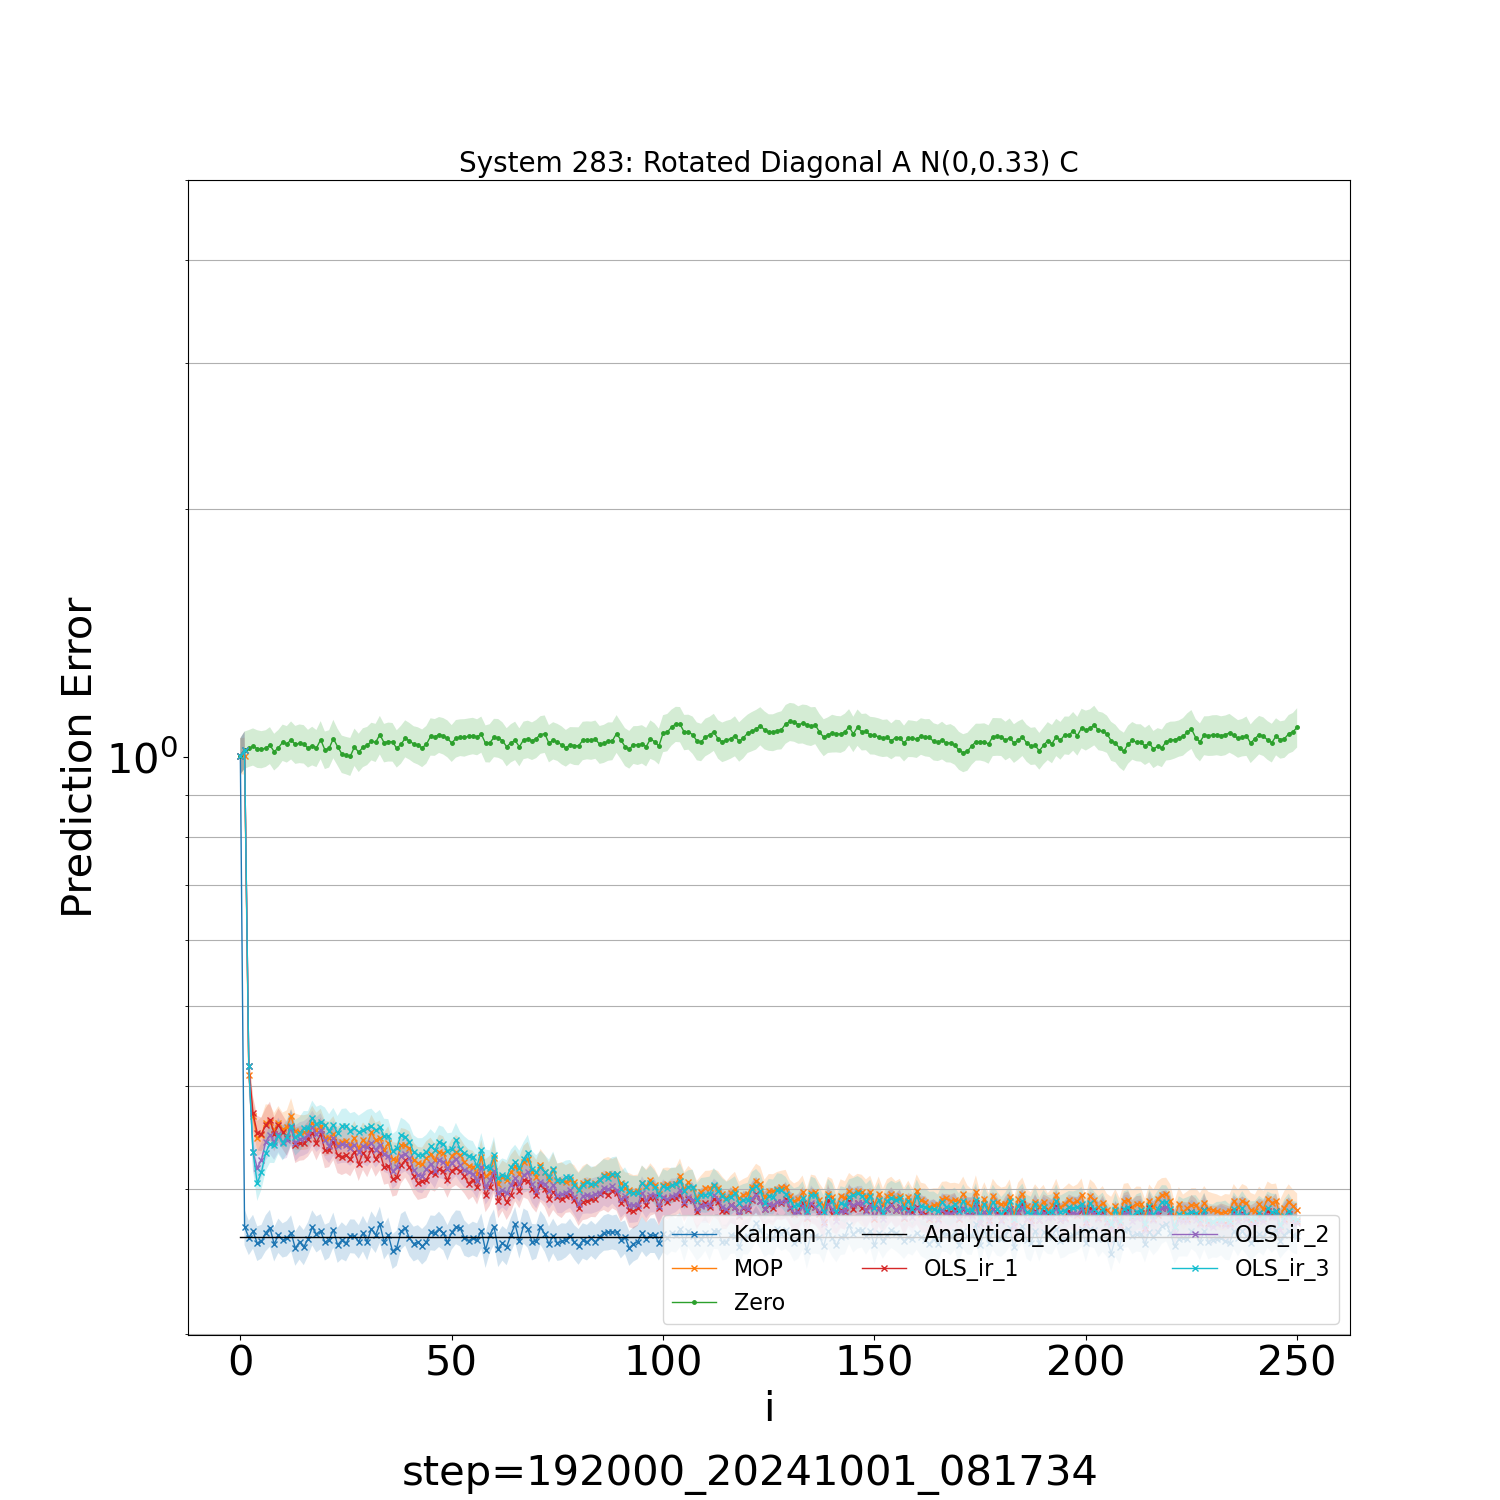 System 283: Rotated Diagonal A N(0,0.33) C
Prediction Error
10⁰
Kalman
MOP
Zero
Analytical_Kalman
OLS_ir_1
OLS_ir_2
OLS_ir_3
0 50 100 150 200 250
i
step=192000_20241001_081734